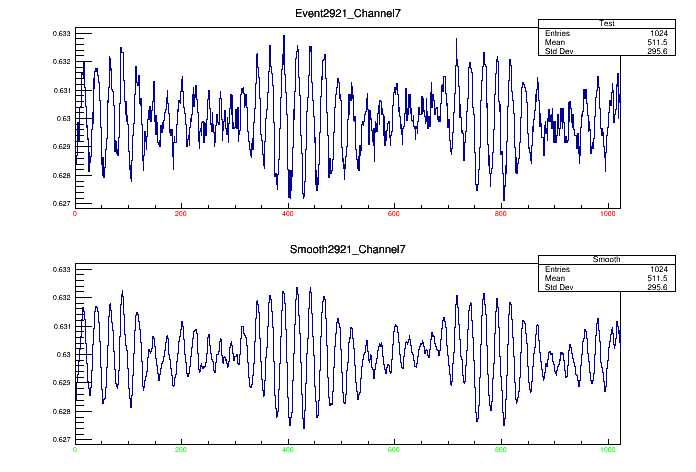 Event2921_Channel7
Test
Entries 1024
Mean 511.5
Std Dev 295.6
0.633
0.632
0.631
0.63
0.629
0.628
0.627
0 200 400 600 800 1000
Smooth2921_Channel7
Smooth
Entries 1024
Mean 511.5
Std Dev 295.6
0.633
0.632
0.631
0.63
0.629
0.628
0.627
0 200 400 600 800 1000